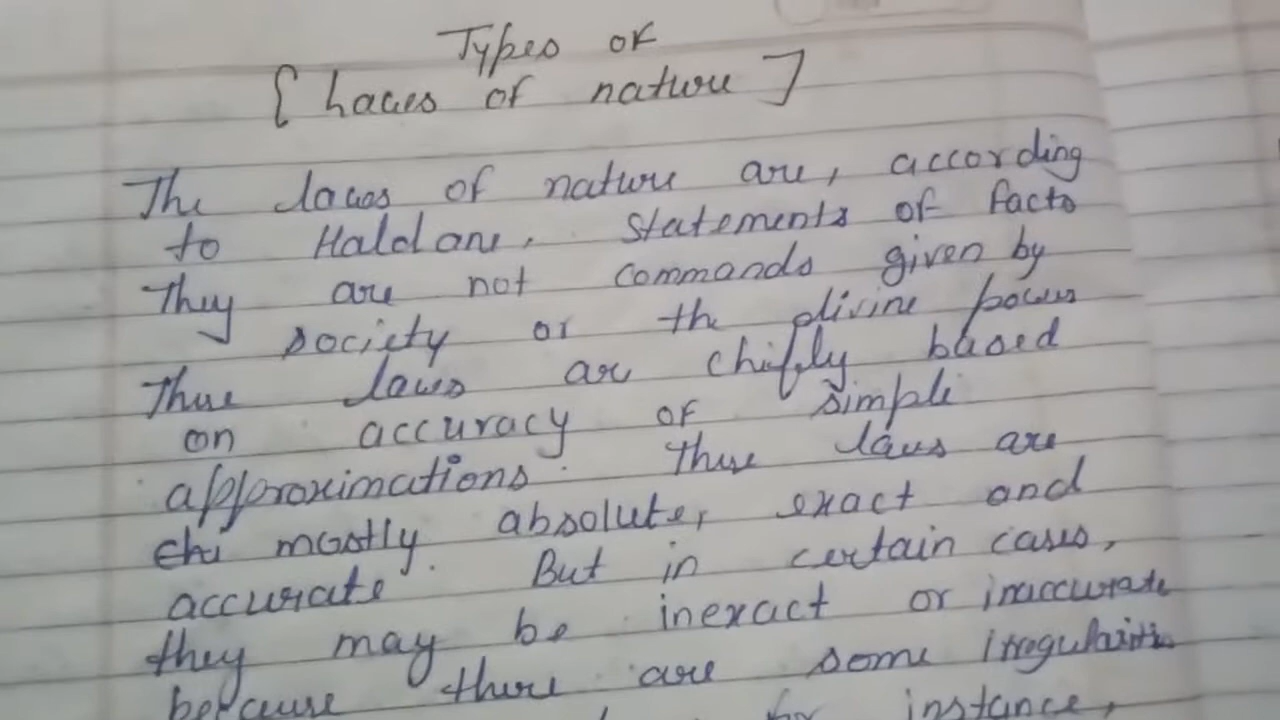 Types of
[ Laws of nature ]
The laws of nature are, according
to Haldane, statements of facts
They are not commands given by
society or the divine power
These laws are chiefly based
on accuracy of simple
approximations. These laws are
mostly absolute, exact and
accurate But in certain cases,
they may be inexact or inaccurate
because there are some irregularities
for instance,